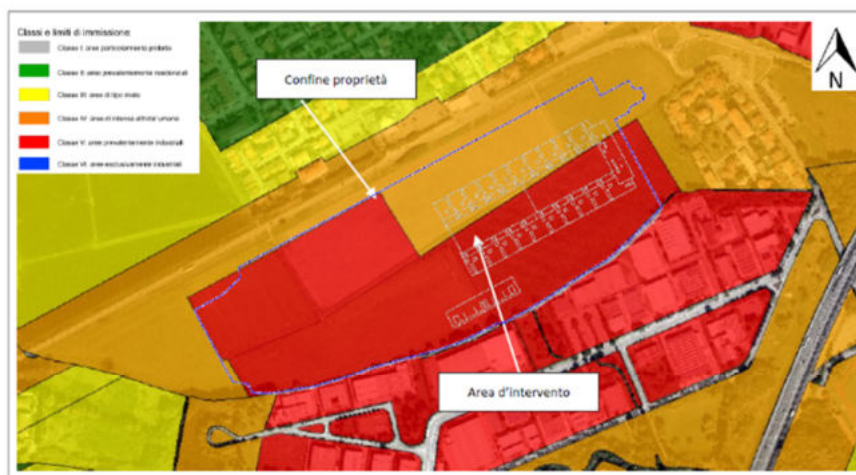 Classi e limiti di immissione:
Classe I: aree particolarmente protette
Classe II: aree prevalentemente residenziali
Classe III: aree di tipo misto
Classe IV: aree di intensa attività umana
Classe V: aree prevalentemente industriali
Classe VI: aree esclusivamente industriali
Confine proprietà
N
Area d'intervento